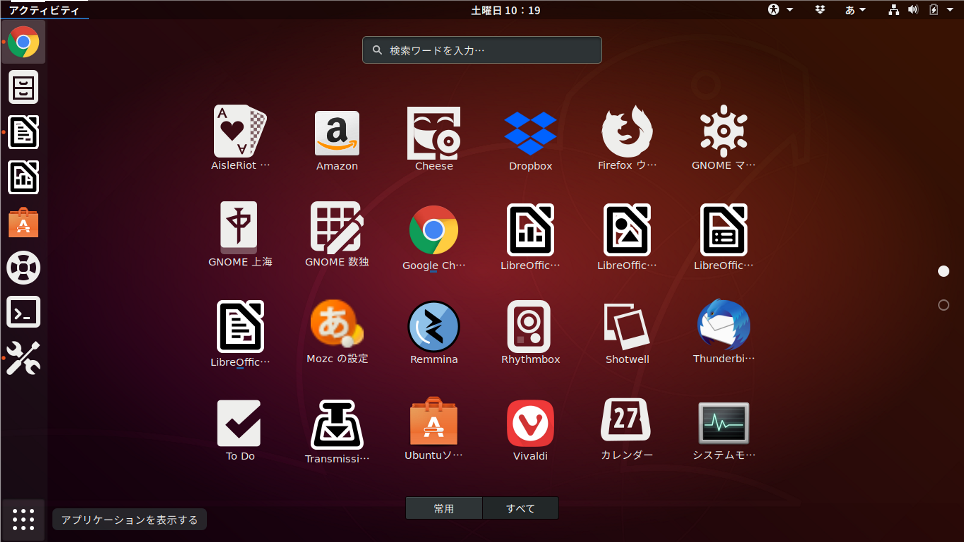 アクティビティ
土曜日 10：19
あ
検索ワードを入力…
AisleRiot …
Amazon
Cheese
Dropbox
Firefox ウ…
GNOME マ…
GNOME 上海
GNOME 数独
Google Ch…
LibreOffic…
LibreOffic…
LibreOffic…
LibreOffic…
Mozc の設定
Remmina
Rhythmbox
Shotwell
Thunderbi…
To Do
Transmissi…
Ubuntuソ…
Vivaldi
カレンダー
システムモ…
常用
すべて
アプリケーションを表示する
A
A
a
あ
27